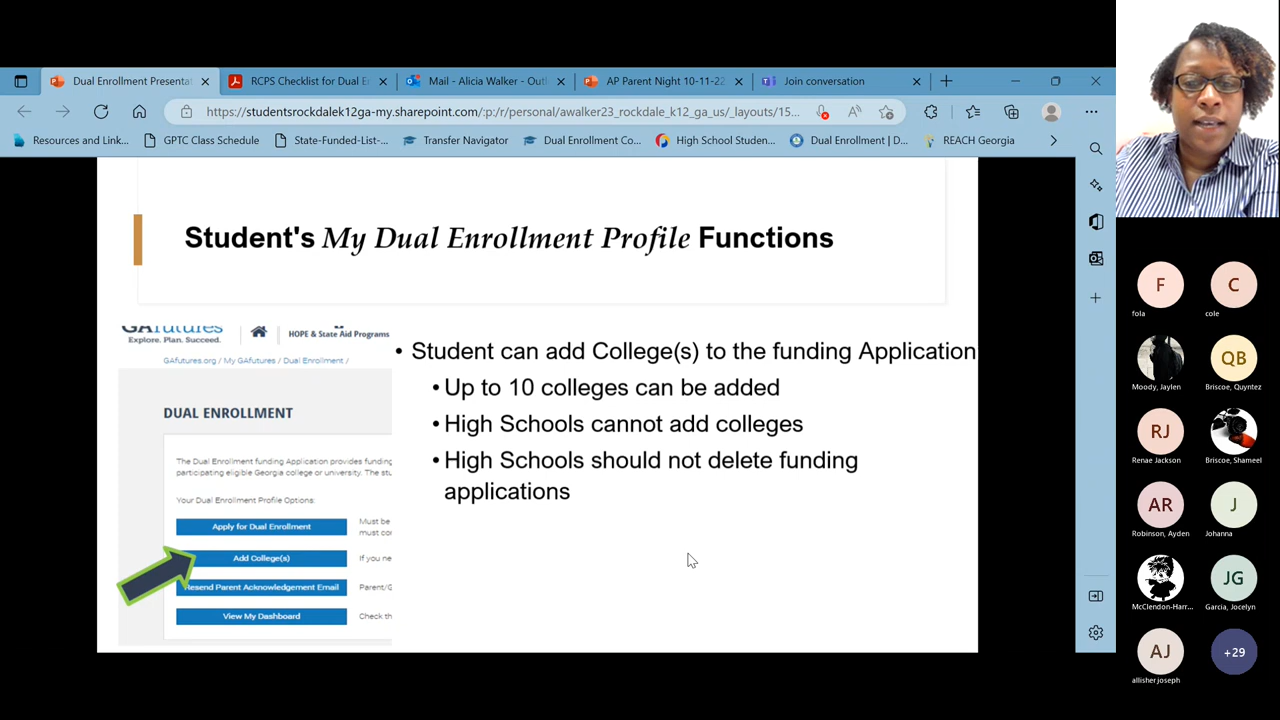 Dual Enrollment Presenta
RCPS Checklist for Dual E
Mail - Alicia Walker - Out
AP Parent Night 10-11-22
Join conversation
https://studentsrockdalek12ga-my.sharepoint.com/:p:/r/personal/awalker23_rockdale_k12_ga_us/_layouts/15...
Resources and Link...
GPTC Class Schedule
State-Funded-List-...
Transfer Navigator
Dual Enrollment Co...
High School Studen...
Dual Enrollment | D...
REACH Georgia
Student's My Dual Enrollment Profile Functions
GAfutures
Explore. Plan. Succeed.
HOPE & State Aid Programs
GAfutures.org / My GAfutures / Dual Enrollment /
DUAL ENROLLMENT
The Dual Enrollment funding Application provides funding
participating eligible Georgia college or university. The stu
Your Dual Enrollment Profile Options:
Apply for Dual Enrollment
Must be
must co
Add College(s)
If you ne
Resend Parent Acknowledgement Email
Parent/G
View My Dashboard
Check th
• Student can add College(s) to the funding Application
• Up to 10 colleges can be added
• High Schools cannot add colleges
• High Schools should not delete funding
applications
F
fola
C
cole
Moody, Jaylen
QB
Briscoe, Quyntez
RJ
Renae Jackson
Briscoe, Shameel
AR
Robinson, Ayden
J
Johanna
McClendon-Harr...
JG
Garcia, Jocelyn
AJ
allisher joseph
+29